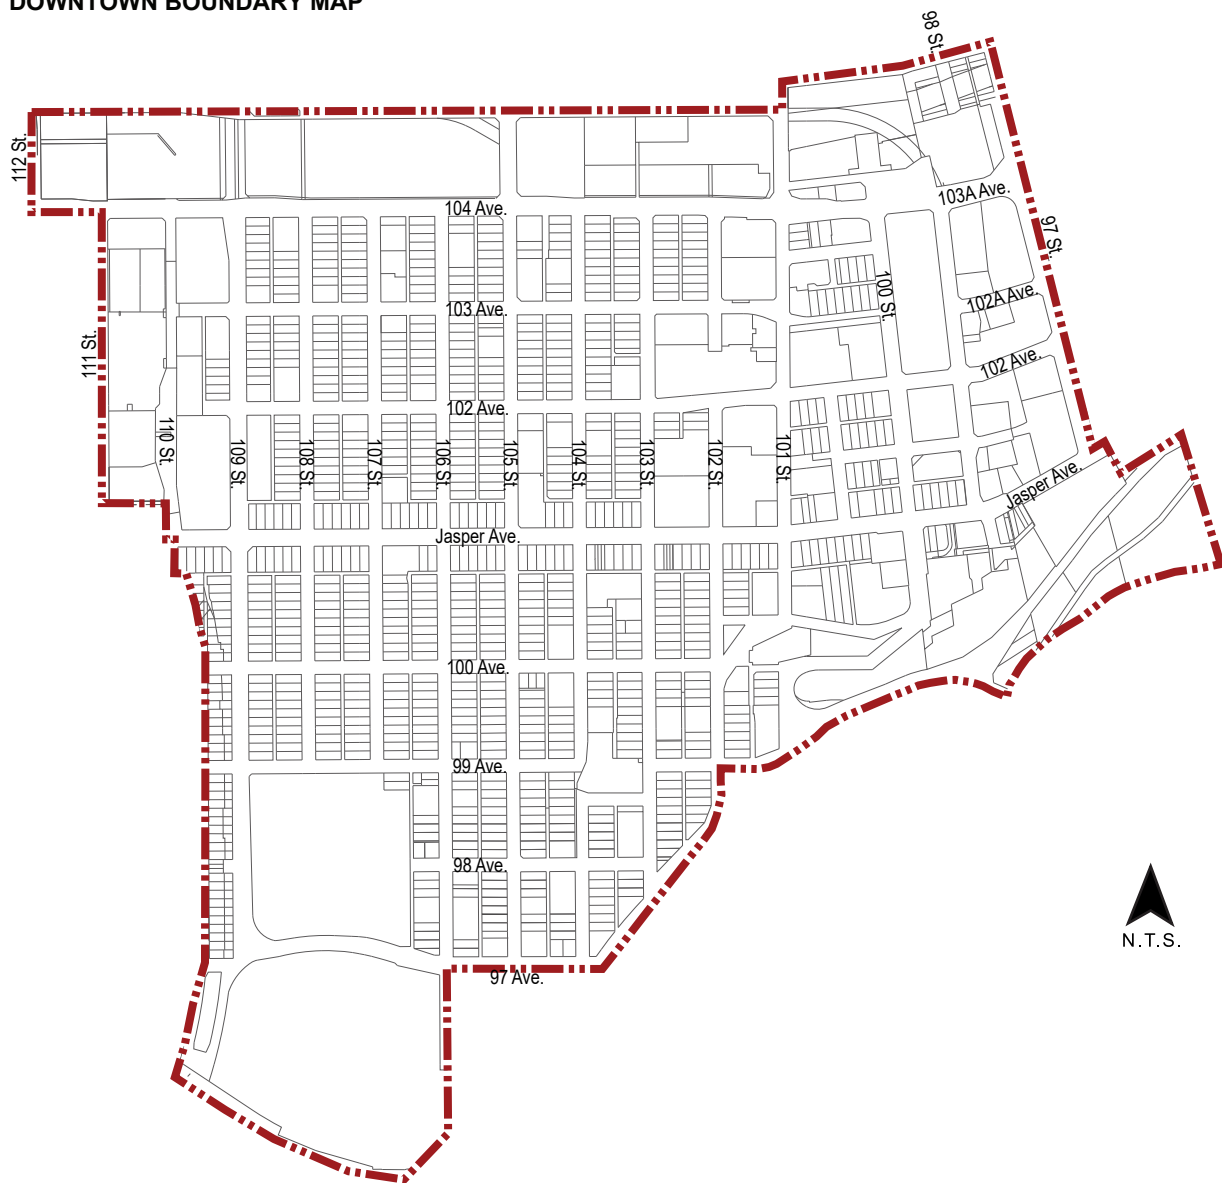 DOWNTOWN BOUNDARY MAP
98 St.
112 St.
103A Ave.
104 Ave.
97 St.
100 St.
102A Ave.
103 Ave.
111 St.
102 Ave.
102 Ave.
110 St.
109 St.
108 St.
107 St.
106 St.
105 St.
104 St.
103 St.
102 St.
101 St.
Jasper Ave.
Jasper Ave.
100 Ave.
99 Ave.
98 Ave.
N.T.S.
97 Ave.